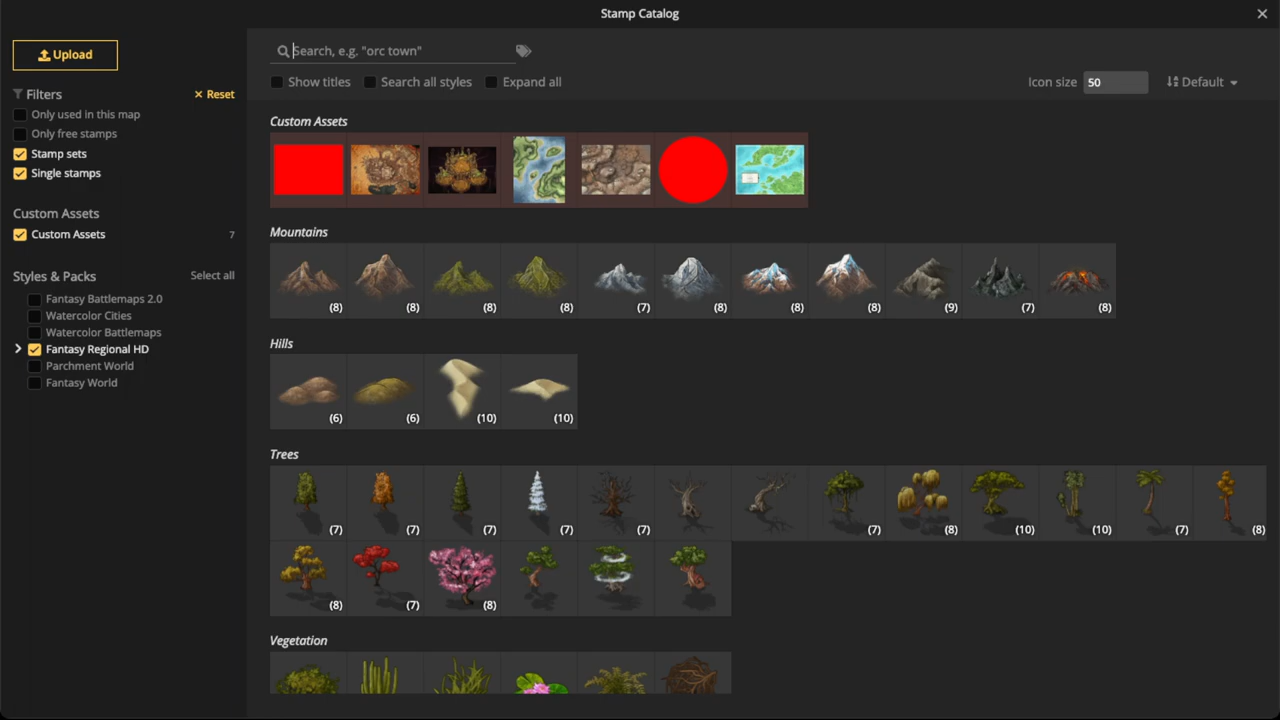 Stamp Catalog
Upload
Search, e.g. "orc town"
Show titles Search all styles Expand all Icon size 50 Default
Filters Reset
Only used in this map
Only free stamps
Stamp sets
Single stamps
Custom Assets
Custom Assets 7
Styles & Packs Select all
Fantasy Battlemaps 2.0
Watercolor Cities
Watercolor Battlemaps
Fantasy Regional HD
Parchment World
Fantasy World
Custom Assets
Mountains
(8) (8) (8) (8) (7) (8) (8) (8) (9) (7) (8)
Hills
(6) (6) (10) (10)
Trees
(7) (7) (7) (7) (7) (7) (8) (10) (10) (7) (8)
(8) (7) (8)
Vegetation